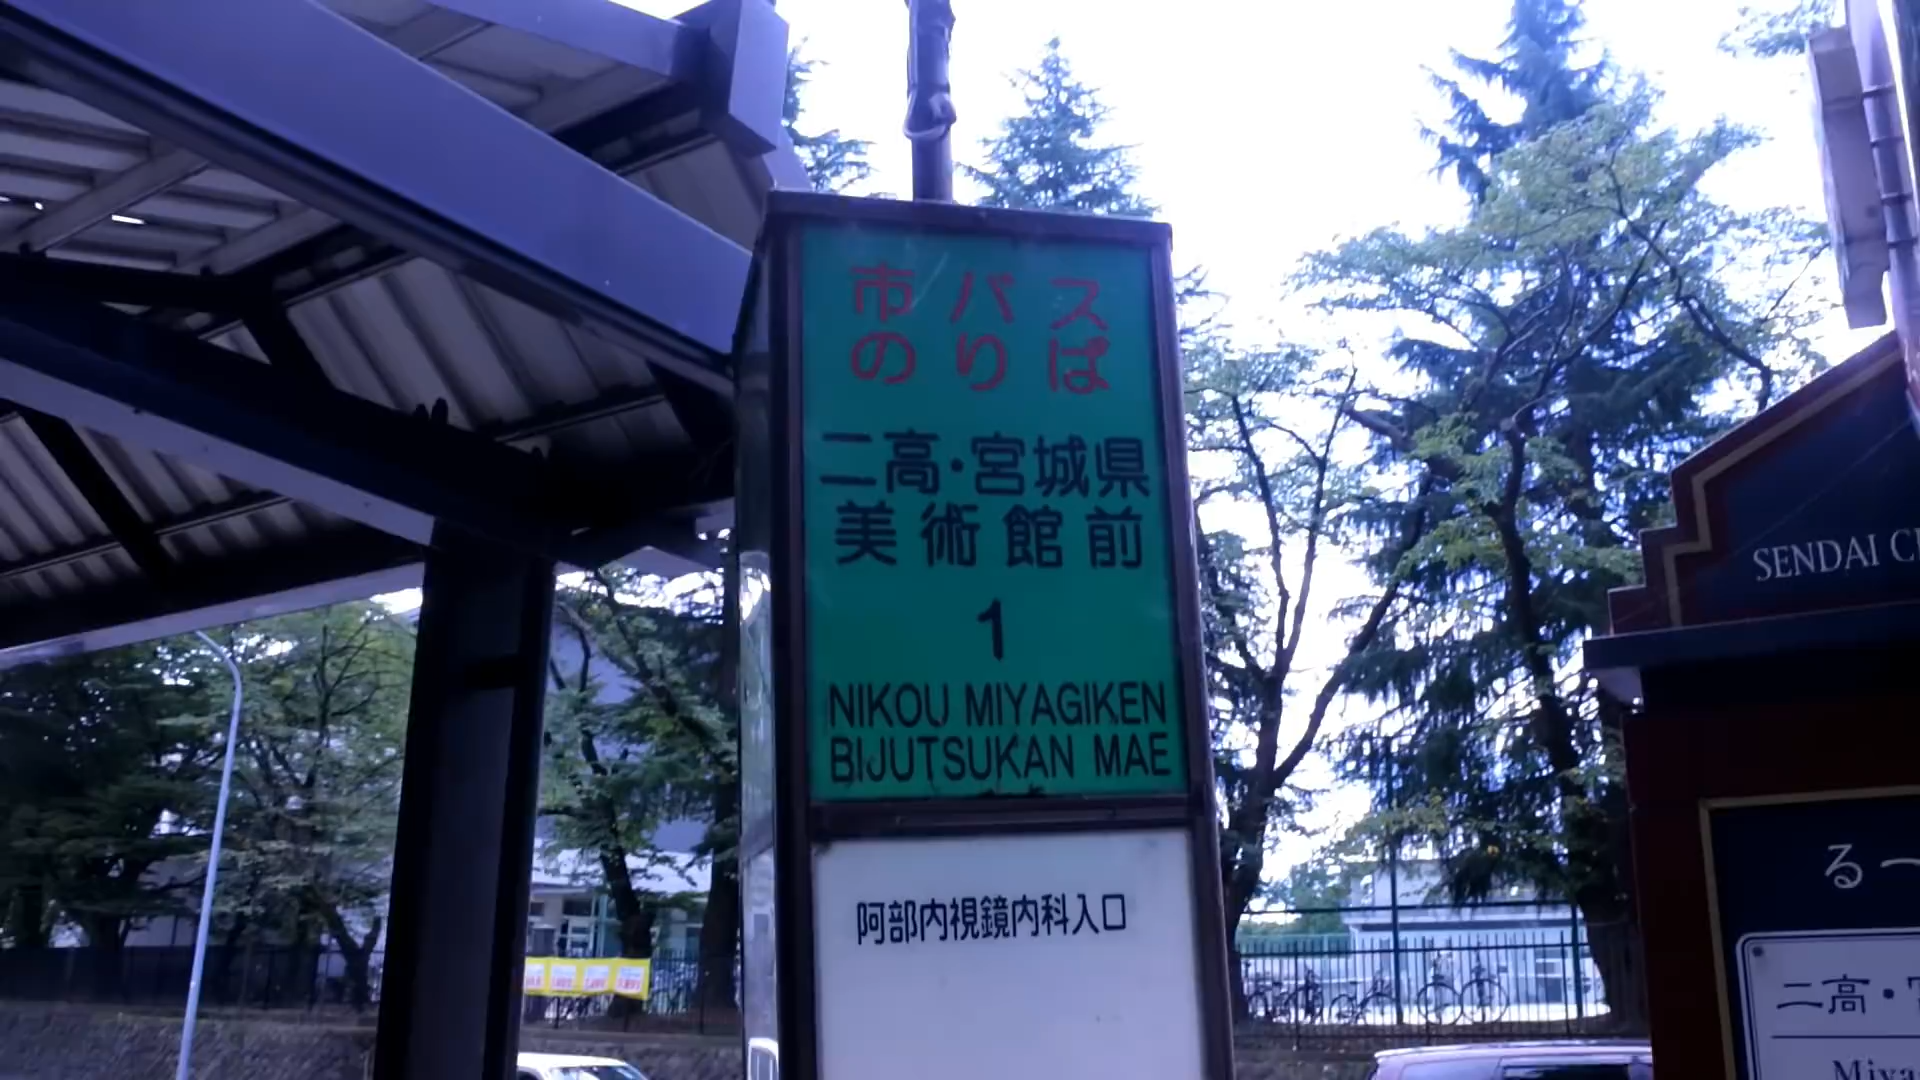 市バス
のりば
二高・宮城県
美術館前
1
NIKOU MIYAGIKEN
BIJUTSUKAN MAE
阿部内視鏡内科入口
SENDAI
る
二高・